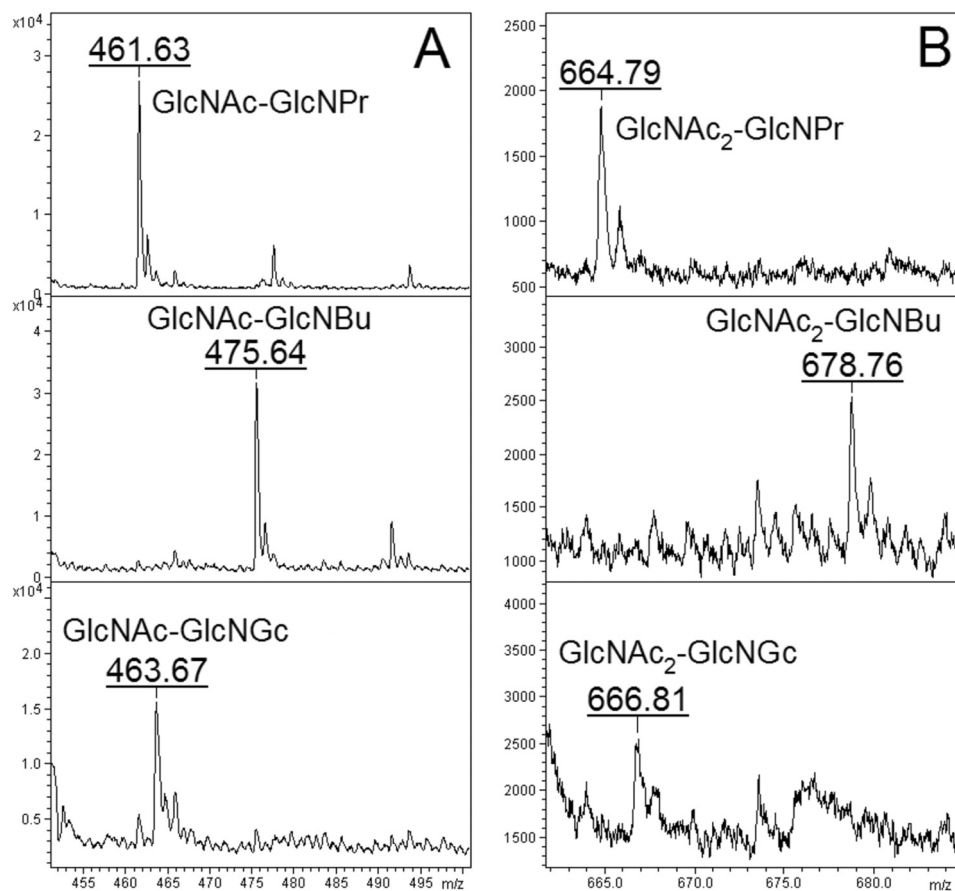 x10⁴
A
461.63
GlcNAc-GlcNPr
3
2
1
0
x10⁴
GlcNAc-GlcNBu
475.64
4
3
2
1
0
x10⁴
GlcNAc-GlcNGc
463.67
2.0
1.5
1.0
0.5
455 460 465 470 475 480 485 490 495 m/z
B
2500
664.79
2000
GlcNAc₂-GlcNPr
1500
1000
500
GlcNAc₂-GlcNBu
3000
678.76
2500
2000
1500
1000
4000
GlcNAc₂-GlcNGc
3500
666.81
3000
2500
2000
1500
665.0 670.0 675.0 680.0 m/z